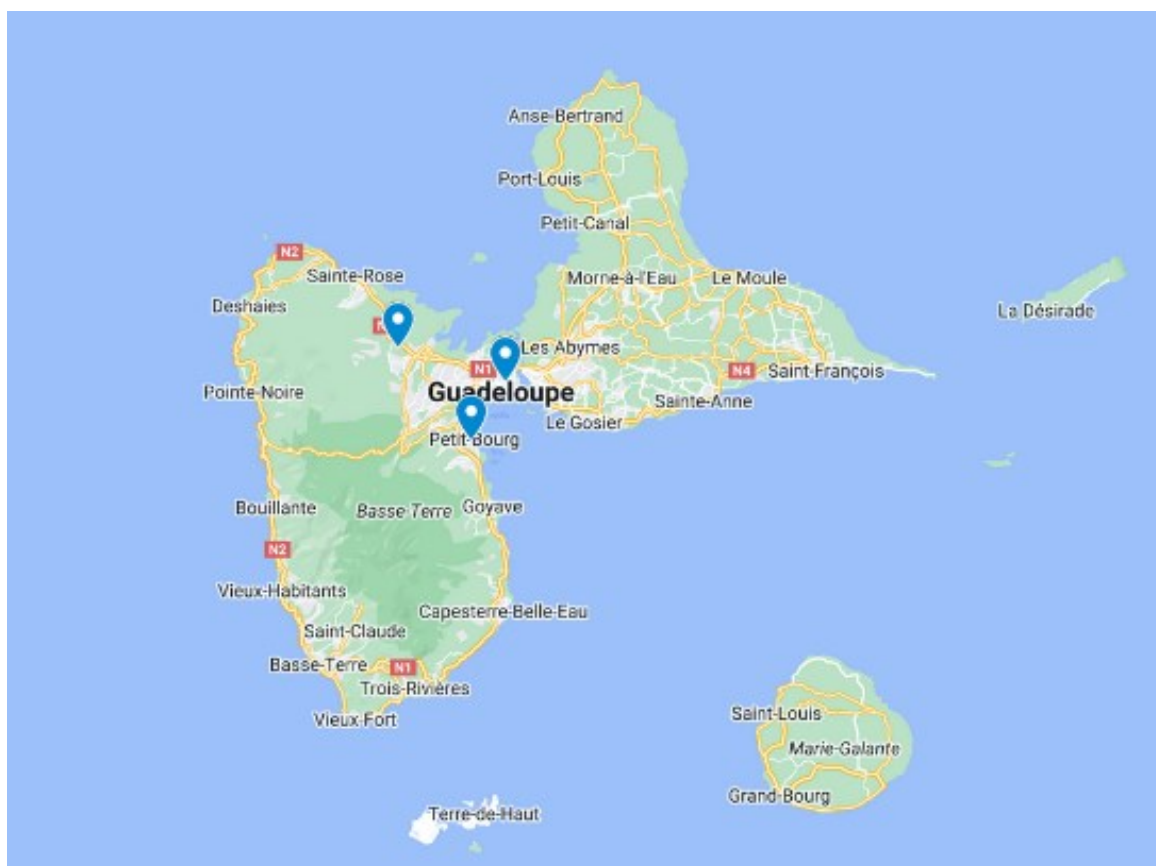 Anse-Bertrand
Port-Louis
Petit-Canal
N2
Sainte-Rose
Morne-à-l'Eau
Le Moule
Deshaies
La Désirade
N
Les Abymes
N1
N4
Saint-François
Pointe-Noire
Guadeloupe
Sainte-Anne
Le Gosier
Petit-Bourg
Bouillante
Basse Terre
Goyave
N2
Vieux-Habitants
Capesterre-Belle-Eau
Saint-Claude
Basse-Terre
N1
Trois-Rivières
Vieux-Fort
Saint-Louis
Marie-Galante
Grand-Bourg
Terre-de-Haut